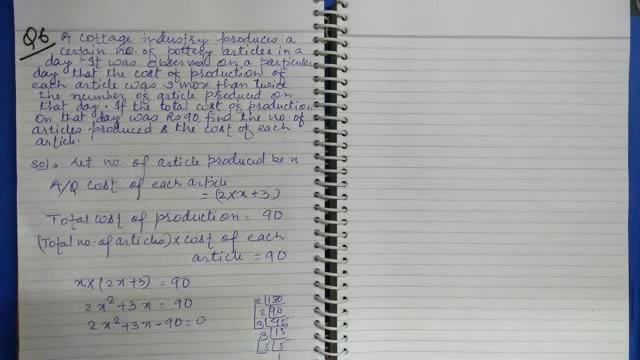 Q6 A cottage industry produces a
certain no. of pottery articles in a
day. It was observed on a particular
day that the cost of production of
each article was 3 more than twice
the number of article produced on
that day. If the total cost of production
on that day was Rs 90, find the no. of
articles produced & the cost of each
article.
Sol. Let no of article produced be x
A/Q cost of each article
= (2xx+3)
Total cost of production = 90
(Total no. of articles) x cost of each
article = 90
x x (2x+3) = 90
2x²+3x = 90
2x²+3x-90=0
2 180
2 90
3 45
3 15
5 5
1